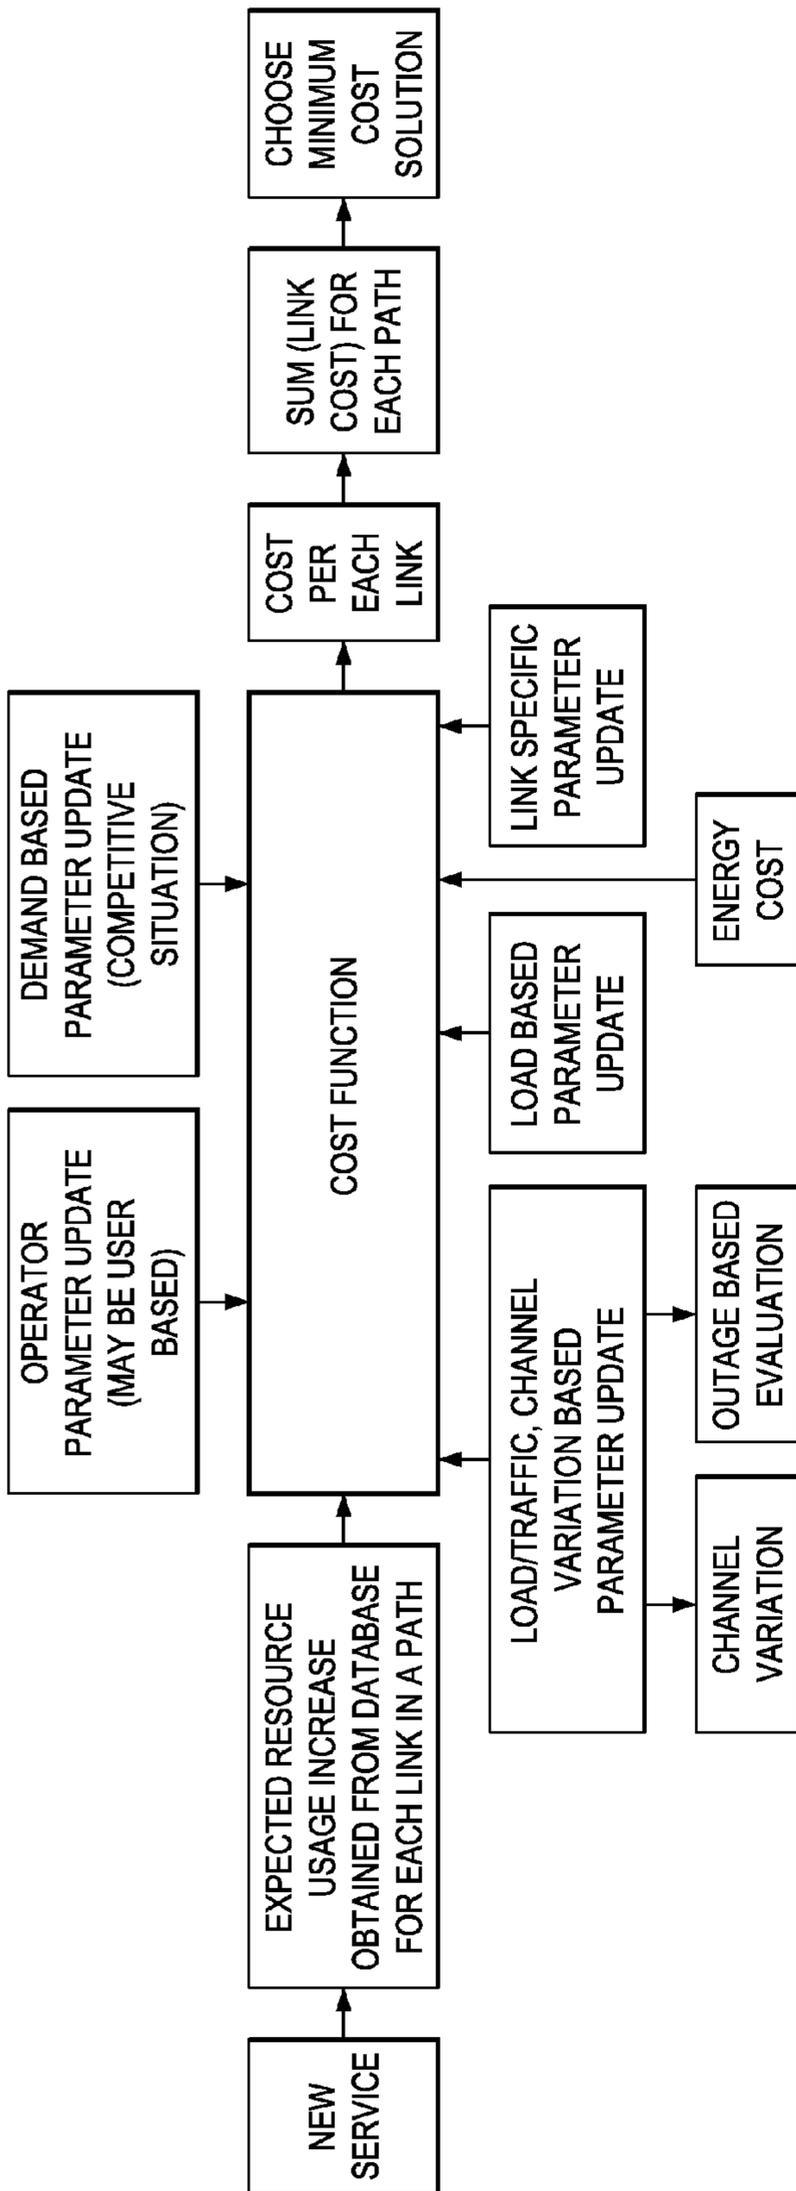 OPERATOR
PARAMETER UPDATE
(MAY BE USER
BASED)
DEMAND BASED
PARAMETER UPDATE
(COMPETITIVE
SITUATION)
NEW
SERVICE
EXPECTED RESOURCE
USAGE INCREASE
OBTAINED FROM DATABASE
FOR EACH LINK IN A PATH
COST FUNCTION
COST
PER
EACH
LINK
SUM (LINK
COST) FOR
EACH PATH
CHOOSE
MINIMUM
COST
SOLUTION
LOAD/TRAFFIC, CHANNEL
VARIATION BASED
PARAMETER UPDATE
LOAD BASED
PARAMETER
UPDATE
LINK SPECIFIC
PARAMETER
UPDATE
CHANNEL
VARIATION
OUTAGE BASED
EVALUATION
ENERGY
COST